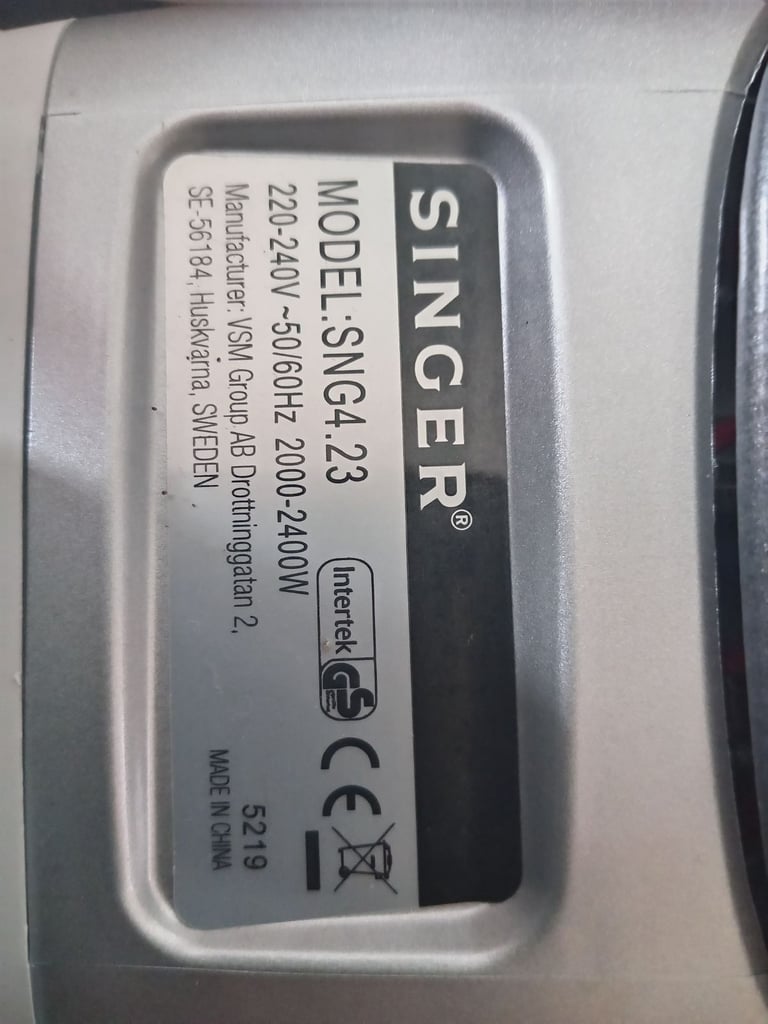 SINGER®
MODEL:SNG4.23
Intertek GS CE
220-240V ~50/60Hz 2000-2400W
Manufacturer: VSM Group AB Drottninggatan 2,
SE-56184, Huskvarna, SWEDEN
5219
MADE IN CHINA